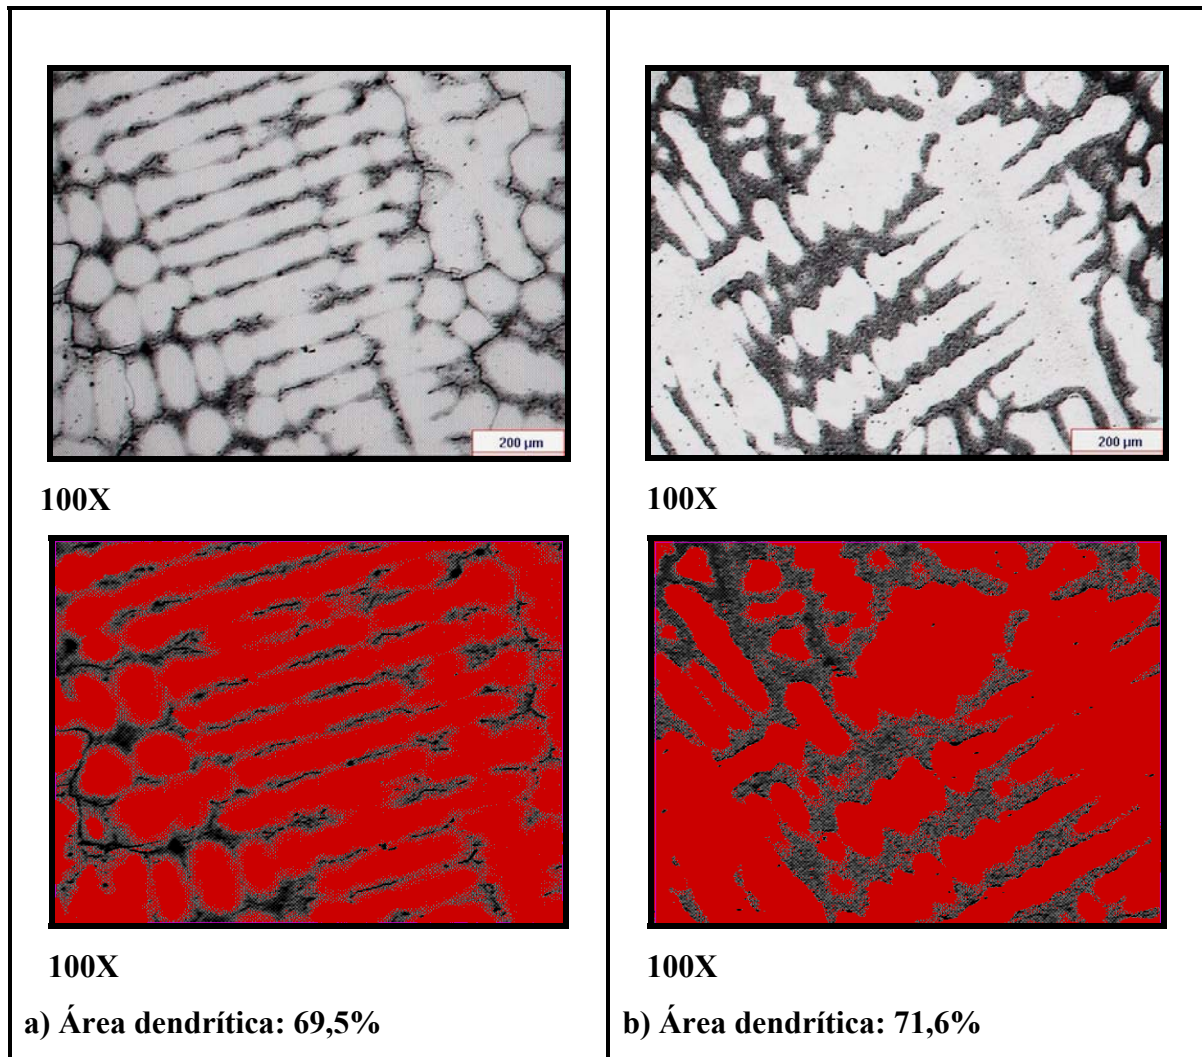 200 µm
200 µm
100X
100X
100X
100X
a) Área dendrítica: 69,5%
b) Área dendrítica: 71,6%